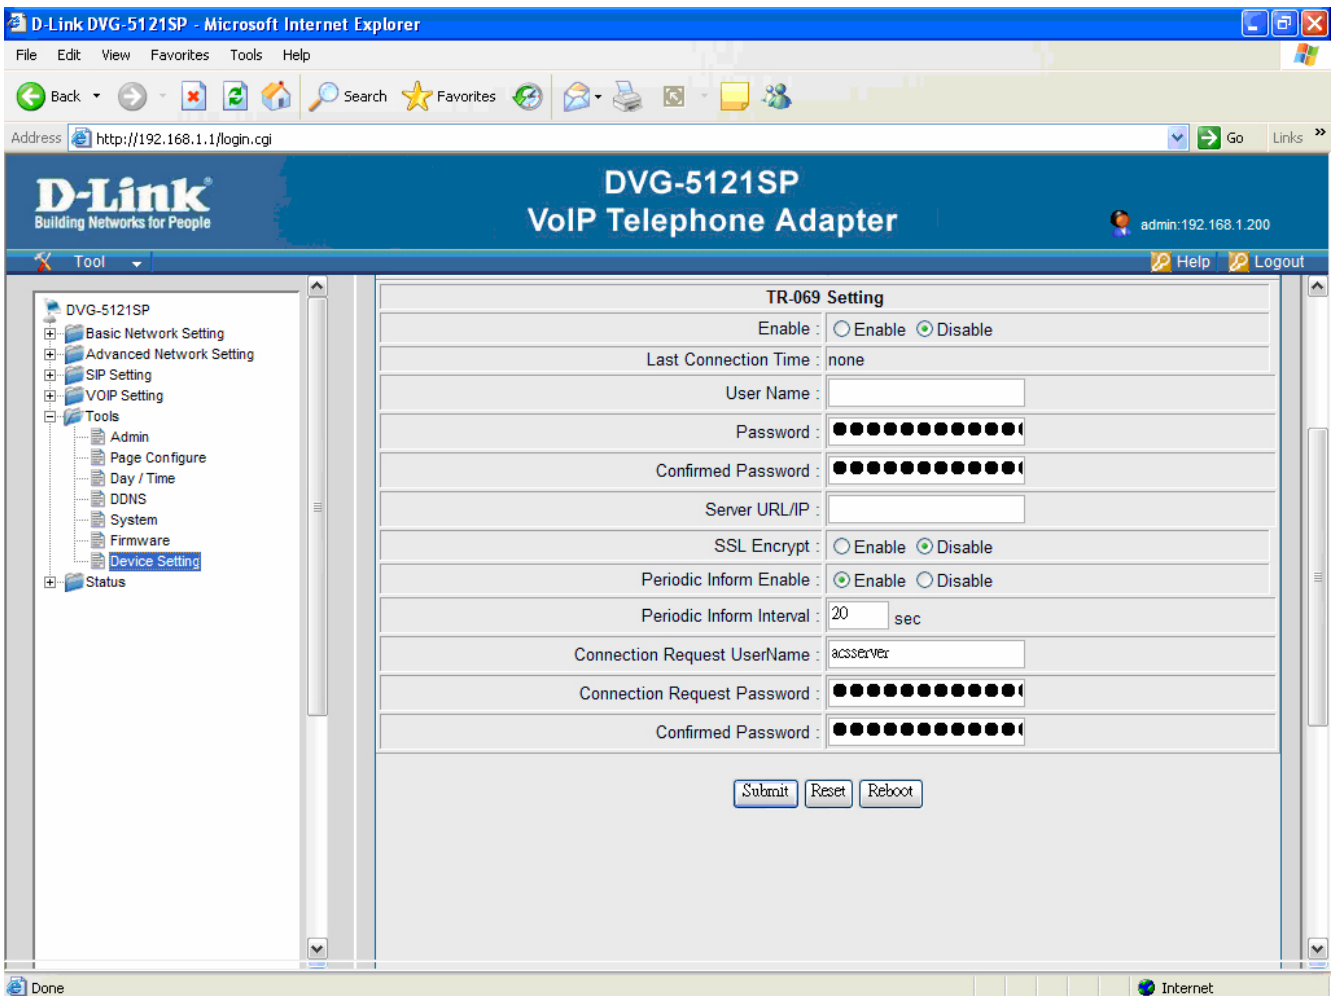 D-Link DVG-5121SP - Microsoft Internet Explorer
File Edit View Favorites Tools Help
Back Search Favorites
Address http://192.168.1.1/login.cgi Go Links »
D-Link
Building Networks for People
DVG-5121SP
VoIP Telephone Adapter
admin:192.168.1.200
Tool Help Logout
DVG-5121SP
Basic Network Setting
Advanced Network Setting
SIP Setting
VOIP Setting
Tools
Admin
Page Configure
Day / Time
DDNS
System
Firmware
Device Setting
Status
TR-069 Setting
Enable : Enable Disable
Last Connection Time : none
User Name :
Password :
Confirmed Password :
Server URL/IP :
SSL Encrypt : Enable Disable
Periodic Inform Enable : Enable Disable
Periodic Inform Interval : 20 sec
Connection Request UserName : acsserver
Connection Request Password :
Confirmed Password :
Submit Reset Reboot
Done Internet